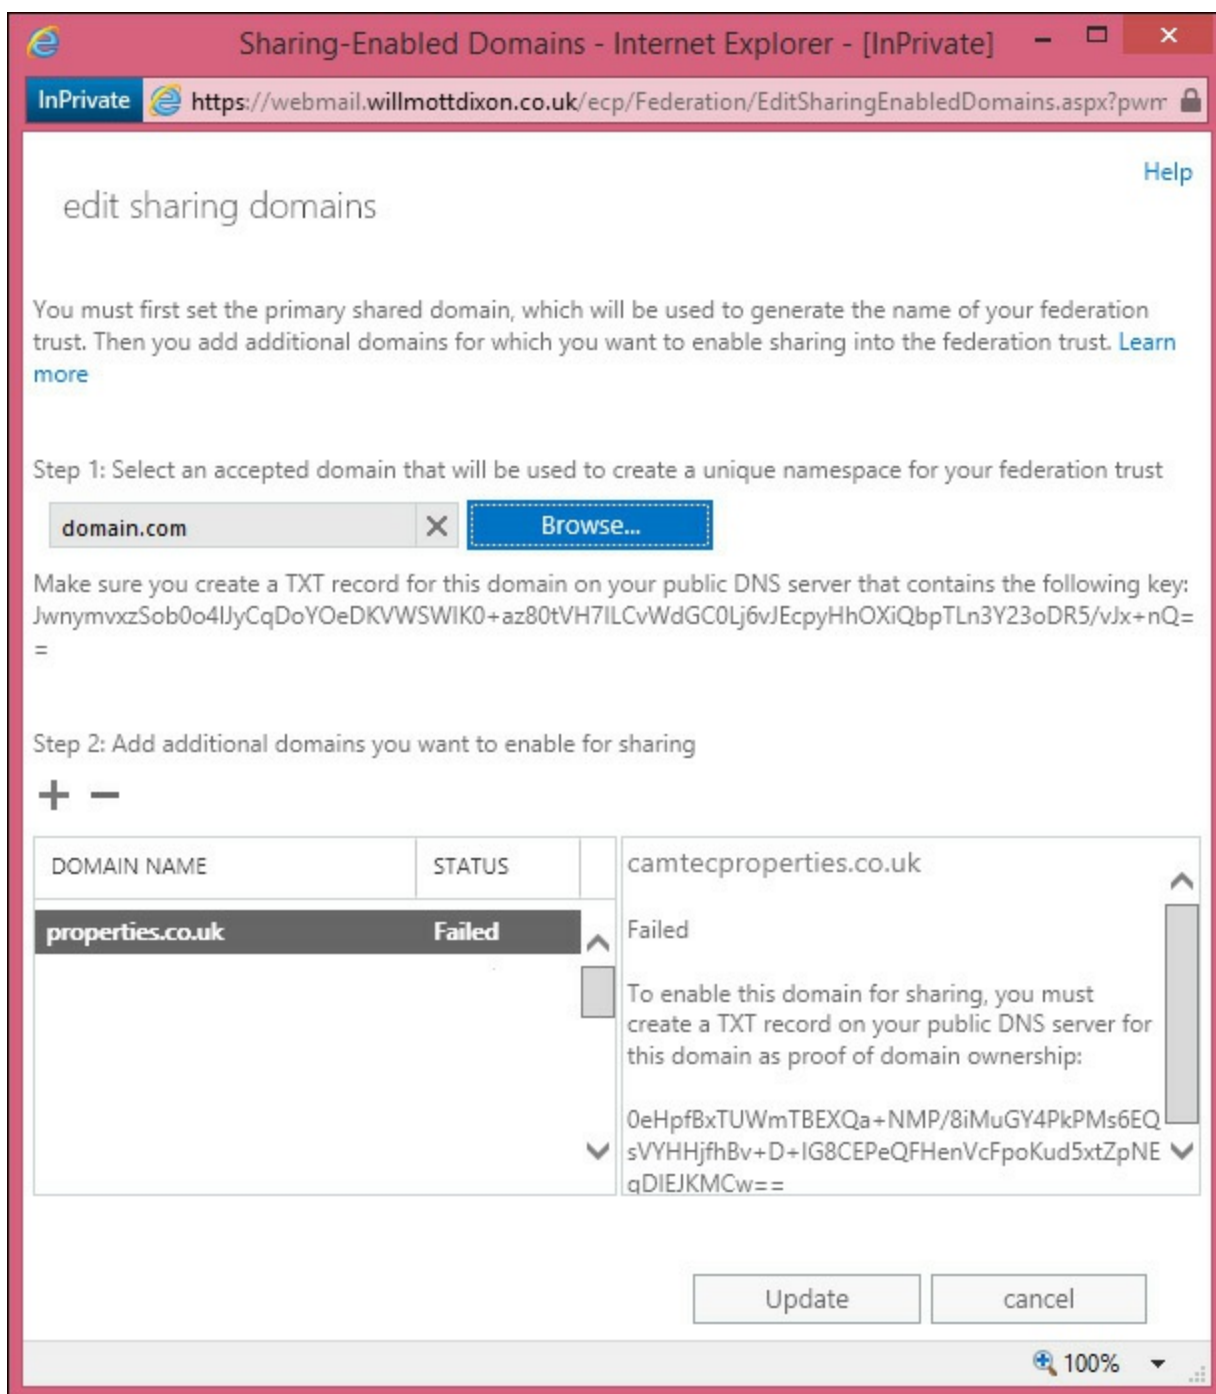 Sharing-Enabled Domains - Internet Explorer - [InPrivate]
InPrivate https://webmail.willmottdixon.co.uk/ecp/Federation/EditSharingEnabledDomains.aspx?pwm
Help
edit sharing domains
You must first set the primary shared domain, which will be used to generate the name of your federation
trust. Then you add additional domains for which you want to enable sharing into the federation trust. Learn
more
Step 1: Select an accepted domain that will be used to create a unique namespace for your federation trust
domain.com
Browse...
Make sure you create a TXT record for this domain on your public DNS server that contains the following key:
JwnymvxzSob0o4lJyCqDoYOeDKVWSWIK0+az80tVH7lLCvWdGC0Lj6vJEcpyHhOXiQbpTLn3Y23oDR5/vJx+nQ=
=
Step 2: Add additional domains you want to enable for sharing
DOMAIN NAME STATUS
properties.co.uk Failed
camtecproperties.co.uk
Failed
To enable this domain for sharing, you must
create a TXT record on your public DNS server for
this domain as proof of domain ownership:
0eHpfBxTUWmTBEXQa+NMP/8iMuGY4PkPMs6EQ
sVYHHjfhBv+D+IG8CEPeQFHenVcFpoKud5xtZpNE
qDIEJKMCw==
Update
cancel
100%